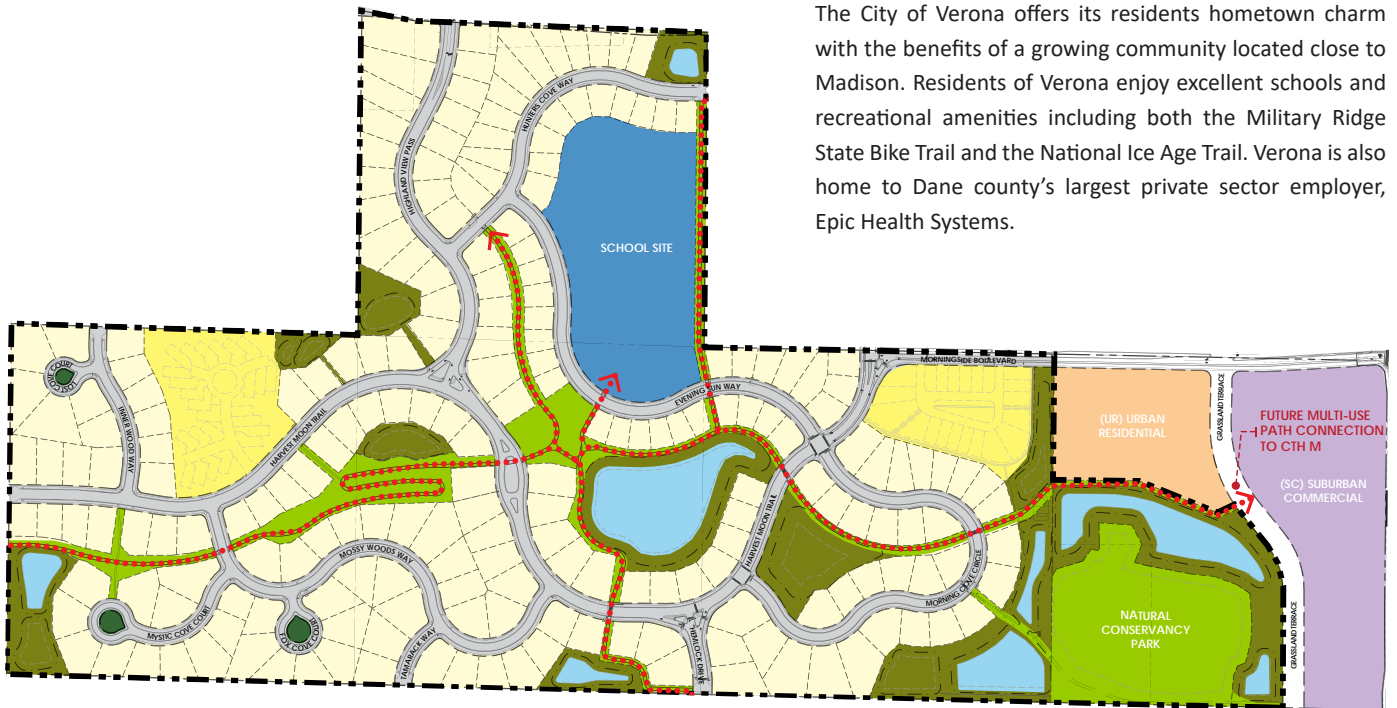 The City of Verona offers its residents hometown charm
with the benefits of a growing community located close to
Madison. Residents of Verona enjoy excellent schools and
recreational amenities including both the Military Ridge
State Bike Trail and the National Ice Age Trail. Verona is also
home to Dane county's largest private sector employer,
Epic Health Systems.
HUNTERS COVE WAY
HIGHLAND VIEW PASS
SCHOOL SITE
MORNINGSIDE BOULEVARD
LOST COVE COURT
EVENING SUN WAY
GRASSLAND TERRACE
INNER WOOD WAY
HARVEST MOON TRAIL
(UR) URBAN
RESIDENTIAL
FUTURE MULTI-USE
PATH CONNECTION
TO CTH M
(SC) SUBURBAN
COMMERCIAL
HARVEST MOON TRAIL
MOSSY WOODS WAY
MORNING COVE CIRCLE
MYSTIC COVE COURT
FOX COVE COURT
TAMARACK WAY
HEMLOCK DRIVE
NATURAL
CONSERVANCY
PARK
GRASSLAND TERRACE